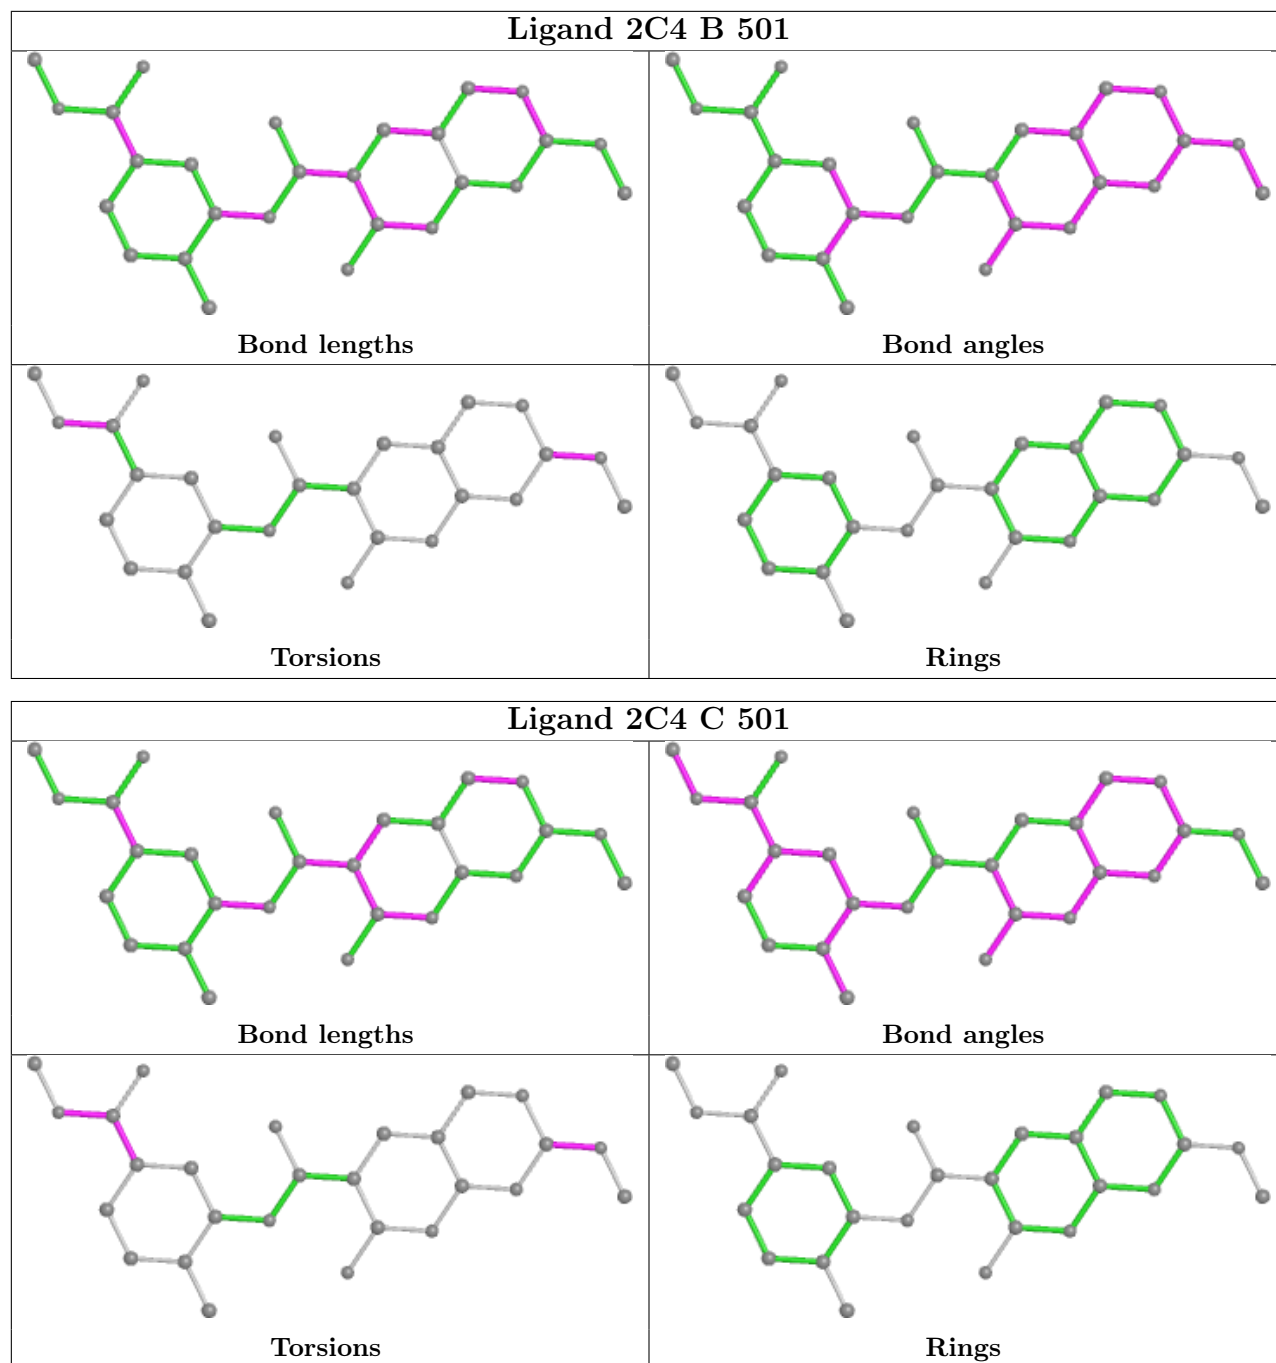 Ligand 2C4 B 501
Bond lengths
Bond angles
Torsions
Rings
Ligand 2C4 C 501
Bond lengths
Bond angles
Torsions
Rings